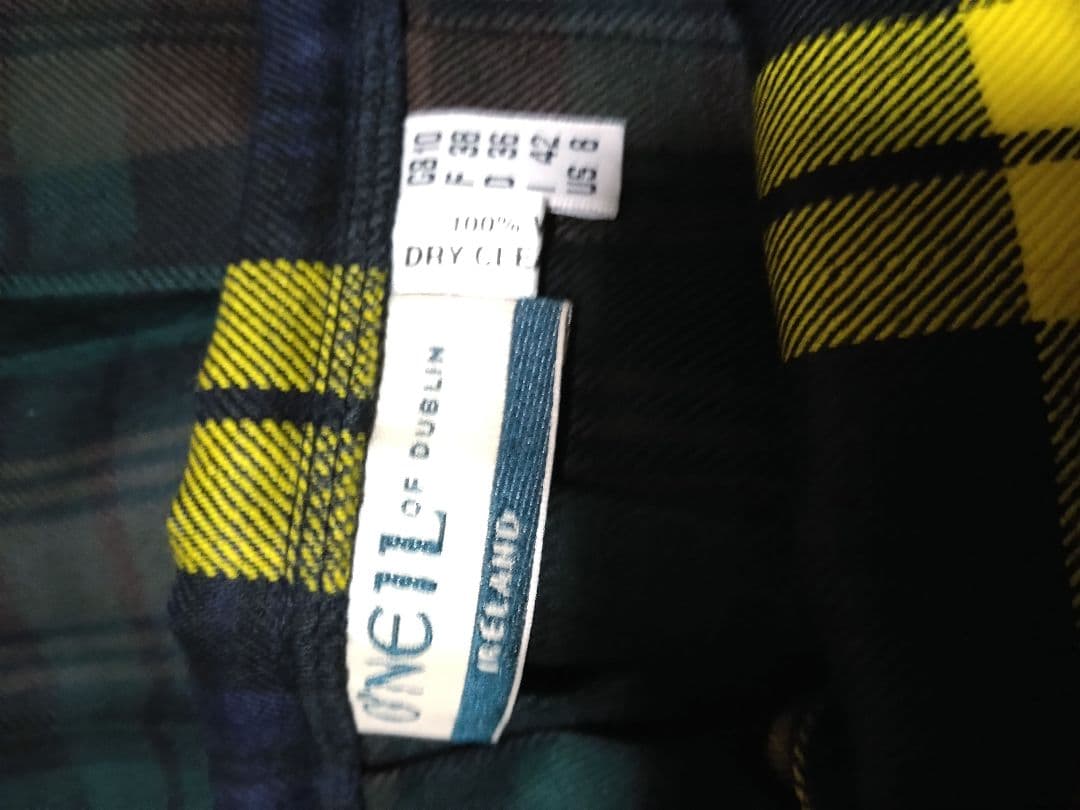 GB 10
F 38
D 36
I 42
US 8
100%
DRY CLE
O'NEIL OF DUBLIN
IRELAND